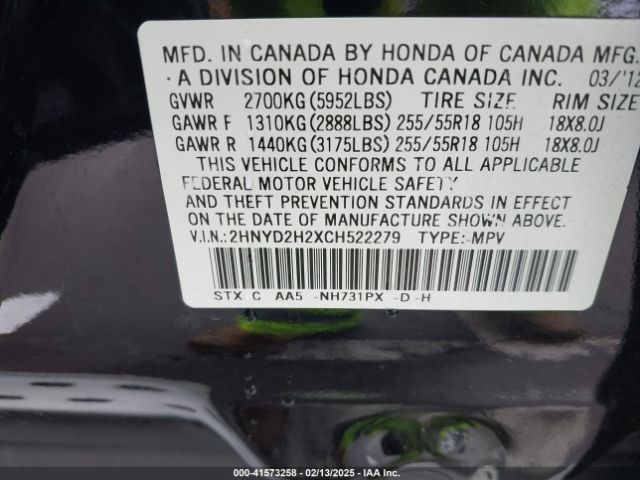 MFD. IN CANADA BY HONDA OF CANADA MFG.
A DIVISION OF HONDA CANADA INC. 03/'12
GVWR 2700KG(5952LBS) TIRE SIZE RIM SIZE
GAWR F 1310KG(2888LBS) 255/55R18 105H 18X8.0J
GAWR R 1440KG(3175LBS) 255/55R18 105H 18X8.0J
THIS VEHICLE CONFORMS TO ALL APPLICABLE
FEDERAL MOTOR VEHICLE SAFETY
AND THEFT PREVENTION STANDARDS IN EFFECT
ON THE DATE OF MANUFACTURE SHOWN ABOVE.
V.I.N.: 2HNYD2H2XCH522279 TYPE: MPV
STX C AA5 -NH731PX -D -H
000-41573258 - 02/13/2025 - IAA Inc.